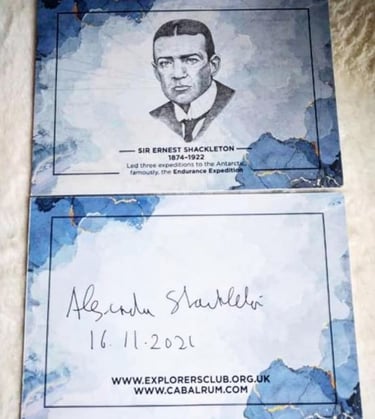 SIR ERNEST SHACKLETON
1874-1922
Led three expeditions to the Antarctic,
famously, the Endurance Expedition
Alexandra Shackleton
16.11.2021
WWW.EXPLORERSCLUB.ORG.UK
WWW.CABALRUM.COM